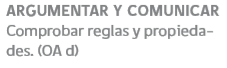 ARGUMENTAR Y COMUNICAR
Comprobar reglas y propieda-
des. (OA d)